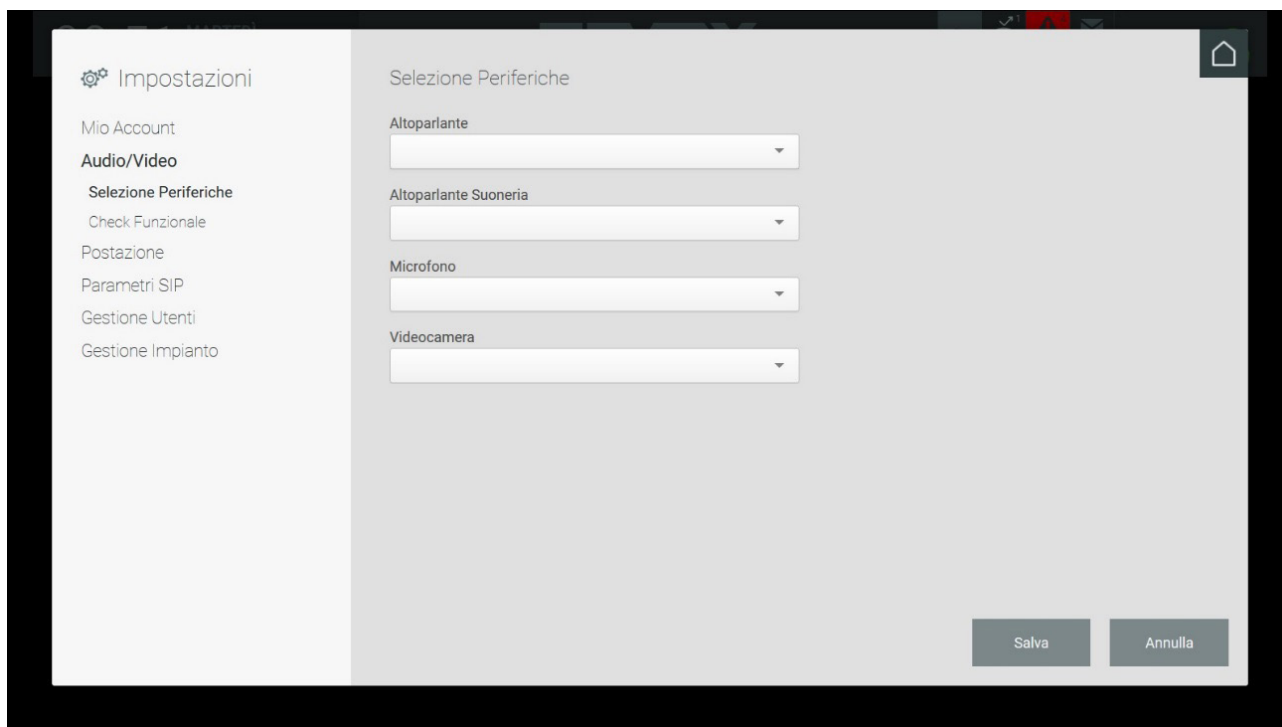 Impostazioni
Mio Account
Audio/Video
Selezione Periferiche
Check Funzionale
Postazione
Parametri SIP
Gestione Utenti
Gestione Impianto
Selezione Periferiche
Altoparlante
Altoparlante Suoneria
Microfono
Videocamera
Salva
Annulla